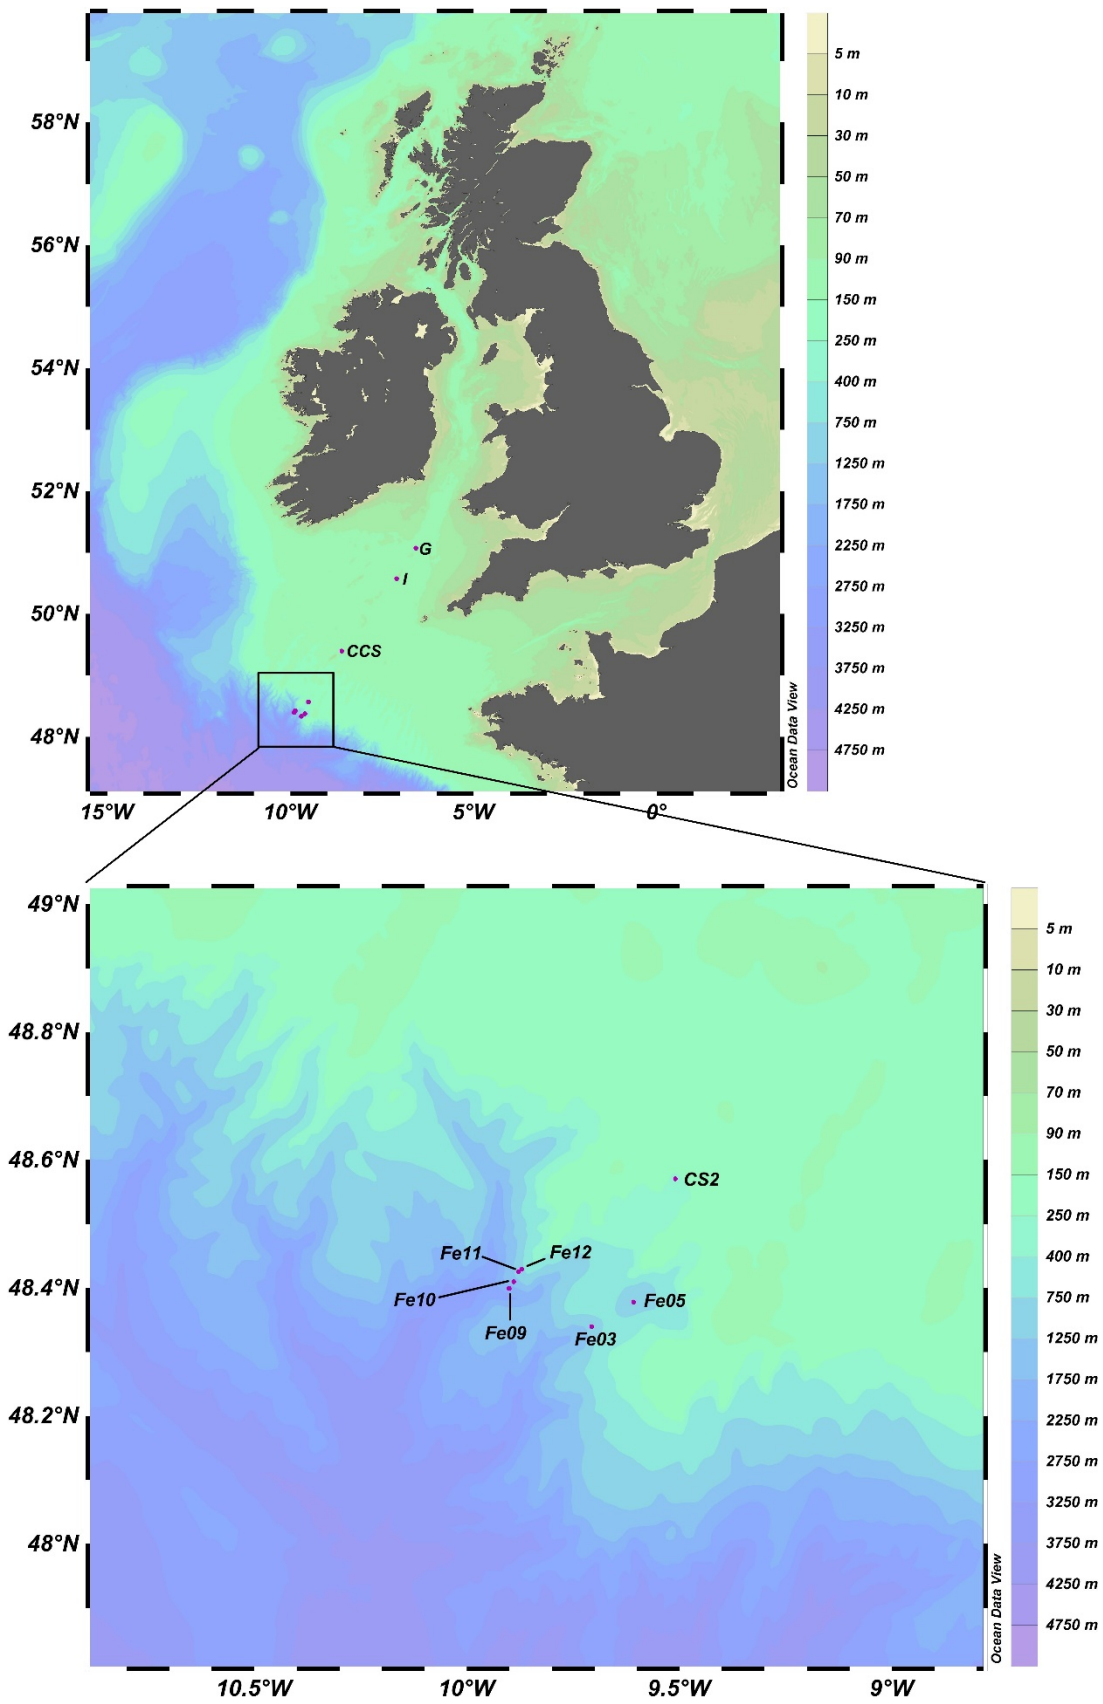 5 m
10 m
30 m
50 m
70 m
90 m
150 m
250 m
400 m
750 m
1250 m
1750 m
2250 m
2750 m
3250 m
3750 m
4250 m
4750 m
58°N
56°N
54°N
52°N
50°N
48°N
G
I
CCS
Ocean Data View
15°W
10°W
5°W
0°
49°N
48.8°N
48.6°N
48.4°N
48.2°N
48°N
CS2
Fe11
Fe12
Fe10
Fe05
Fe09
Fe03
5 m
10 m
30 m
50 m
70 m
90 m
150 m
250 m
400 m
750 m
1250 m
1750 m
2250 m
2750 m
3250 m
3750 m
4250 m
4750 m
Ocean Data View
10.5°W
10°W
9.5°W
9°W